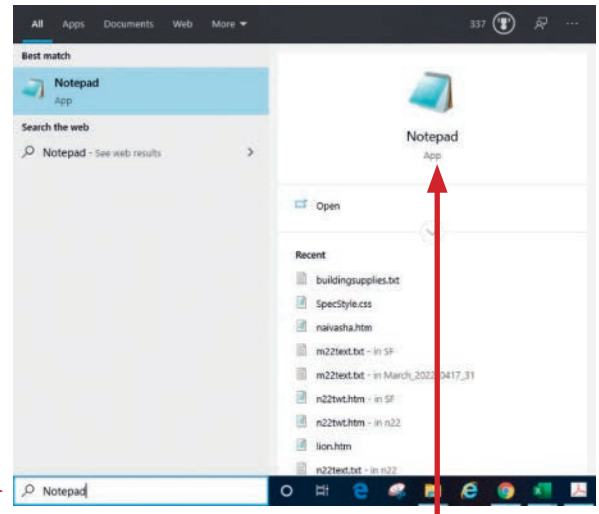 All Apps Documents Web More 337 ...
Best match
Notepad
App
Search the web
Notepad - See web results
Notepad
App
Open
Recent
buildingsupplies.txt
SpecStyle.css
naivasha.htm
m22text.txt - in SF
m22text.txt - in March_2022 0417_31
n22twt.htm - in SF
n22twt.htm - in n22
lion.htm
n22text.txt - in n22
Notepad